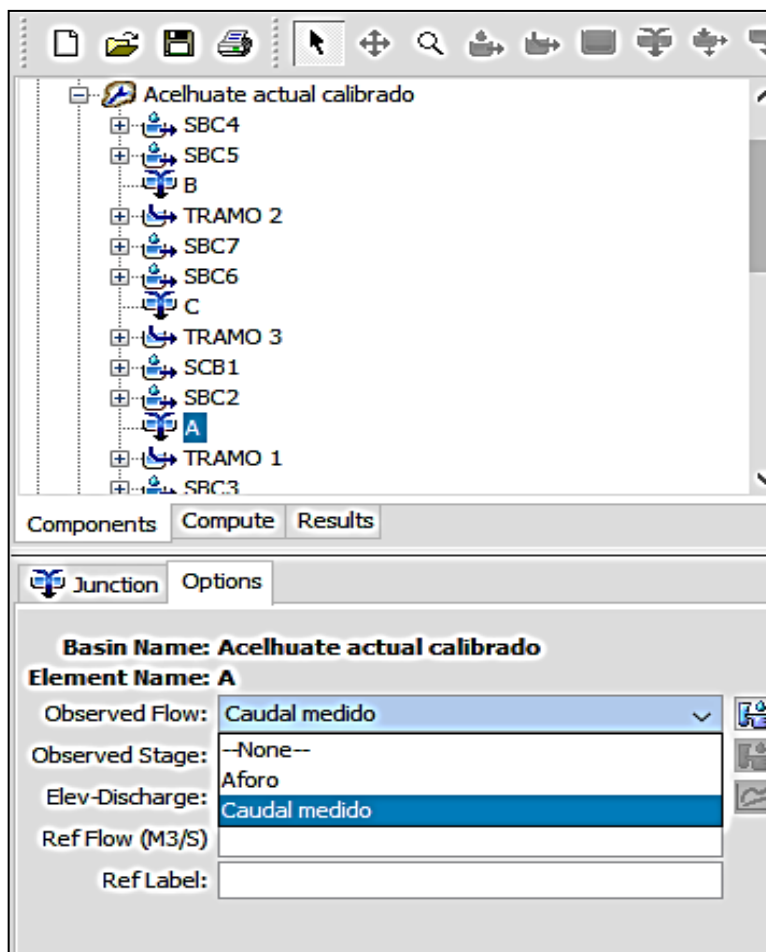 Acelhuate actual calibrado
SBC4
SBC5
B
TRAMO 2
SBC7
SBC6
C
TRAMO 3
SCB1
SBC2
A
TRAMO 1
SBC3
Components Compute Results
Junction Options
Basin Name: Acelhuate actual calibrado
Element Name: A
Observed Flow: Caudal medido
Observed Stage: --None--
Aforo
Elev-Discharge:
Caudal medido
Ref Flow (M3/S)
Ref Label: